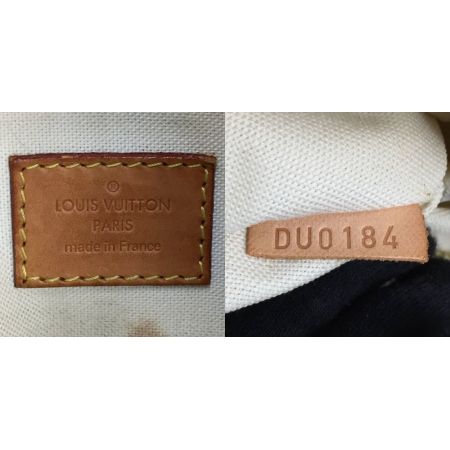 ®
LOUIS VUITTON
PARIS
made in France
DU0184